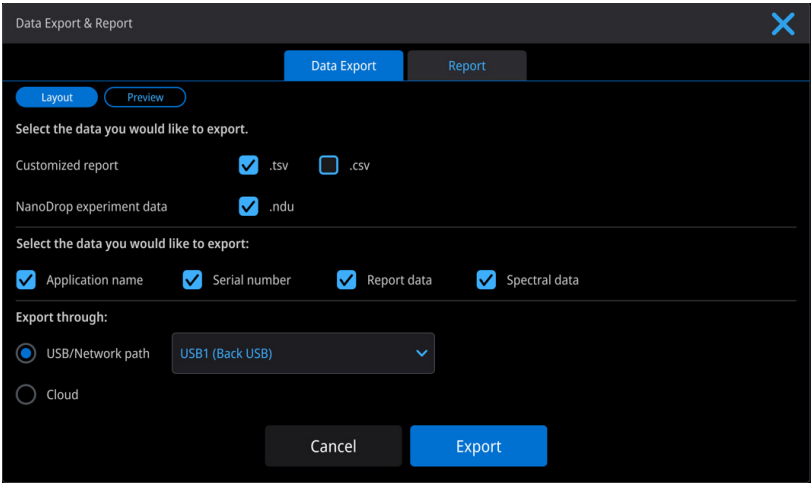 Data Export & Report
Data Export Report
Layout Preview
Select the data you would like to export.
Customized report .tsv .csv
NanoDrop experiment data .ndu
Select the data you would like to export:
Application name Serial number Report data Spectral data
Export through:
USB/Network path USB1 (Back USB)
Cloud
Cancel Export